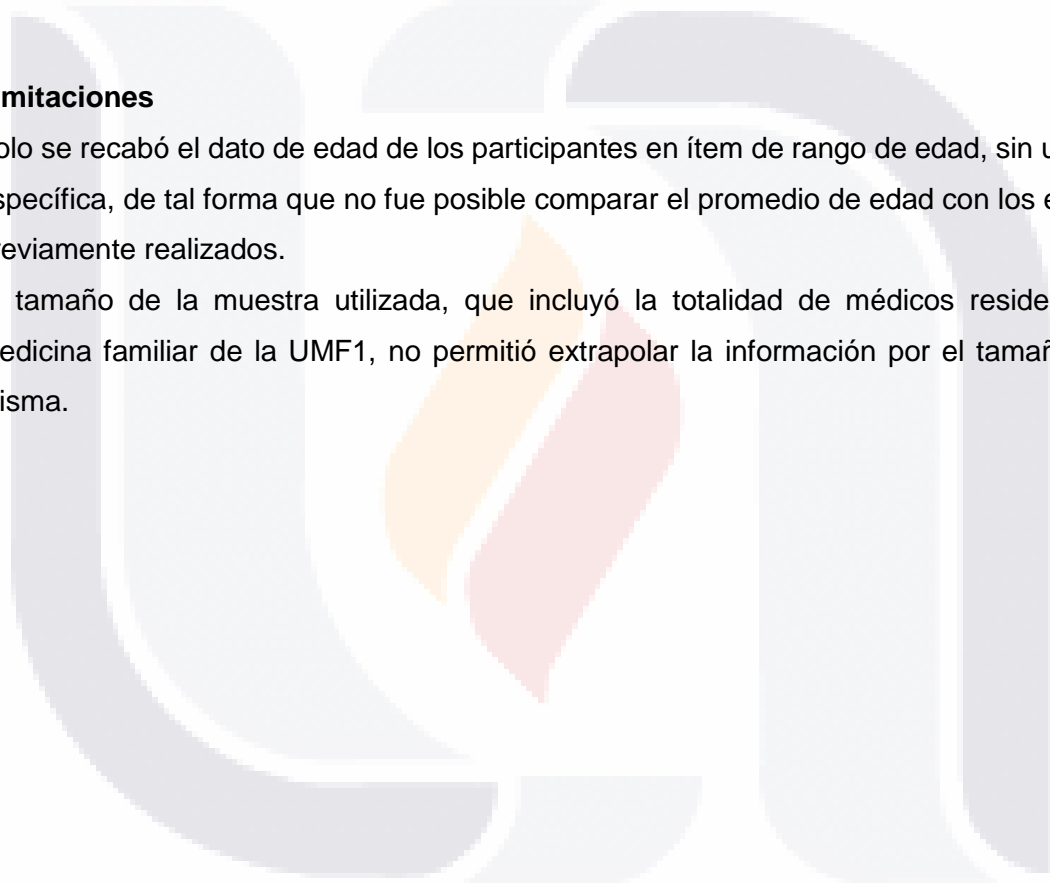 mitaciones
olo se recabó el dato de edad de los participantes en ítem de rango de edad, sin u
specífica, de tal forma que no fue posible comparar el promedio de edad con los e
reviamente realizados.
tamaño de la muestra utilizada, que incluyó la totalidad de médicos reside
edicina familiar de la UMF1, no permitió extrapolar la información por el tamañ
isma.